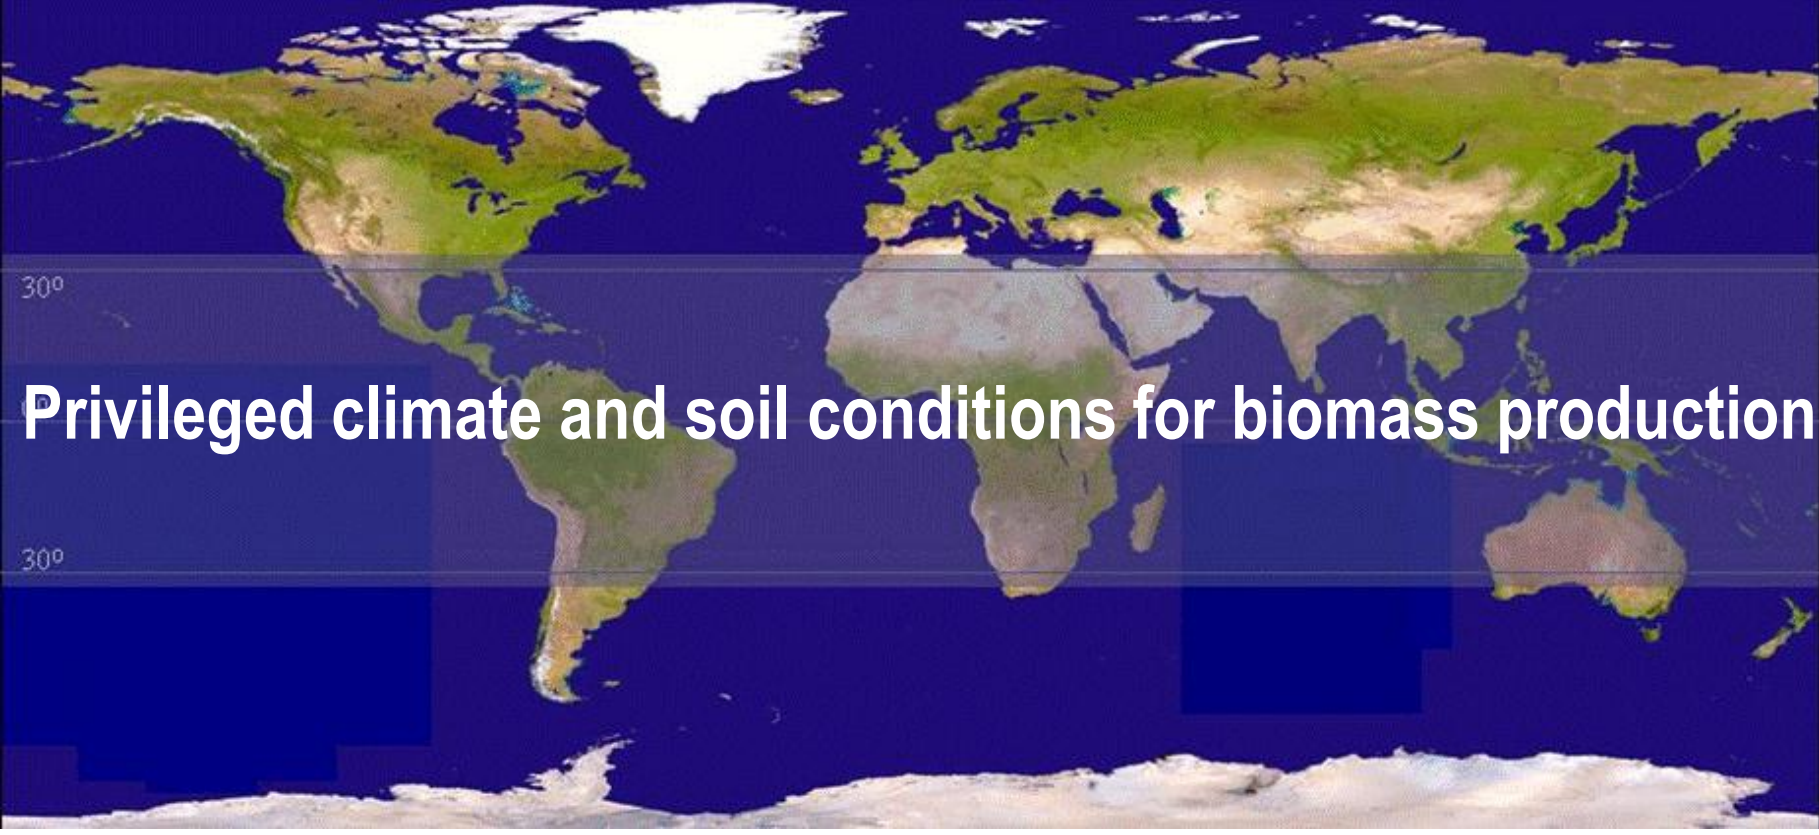 30º
Privileged climate and soil conditions for biomass production
30º